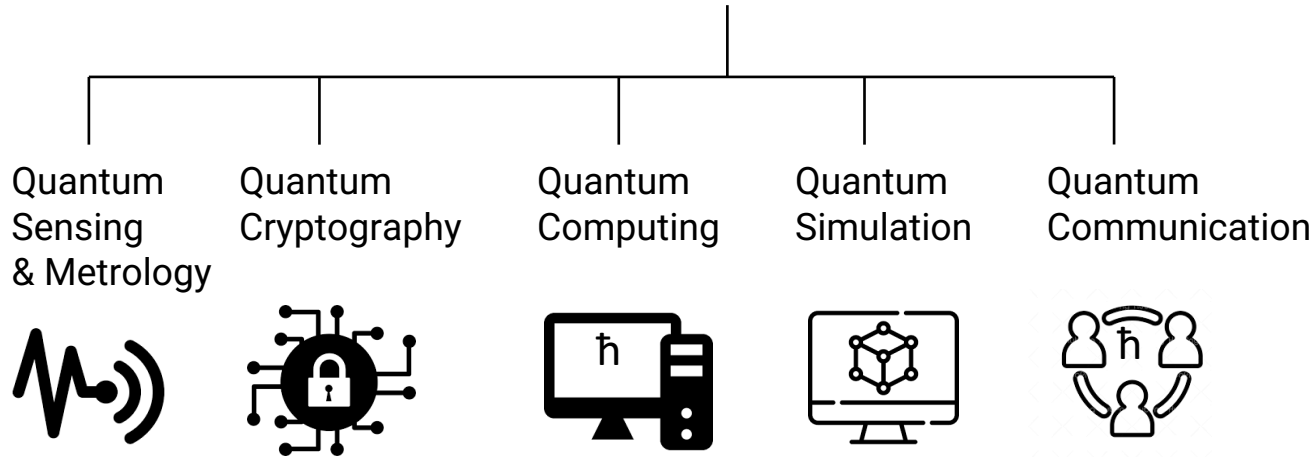 Quantum
Sensing
& Metrology
Quantum
Cryptography
Quantum
Computing
Quantum
Simulation
Quantum
Communication
ħ
ħ